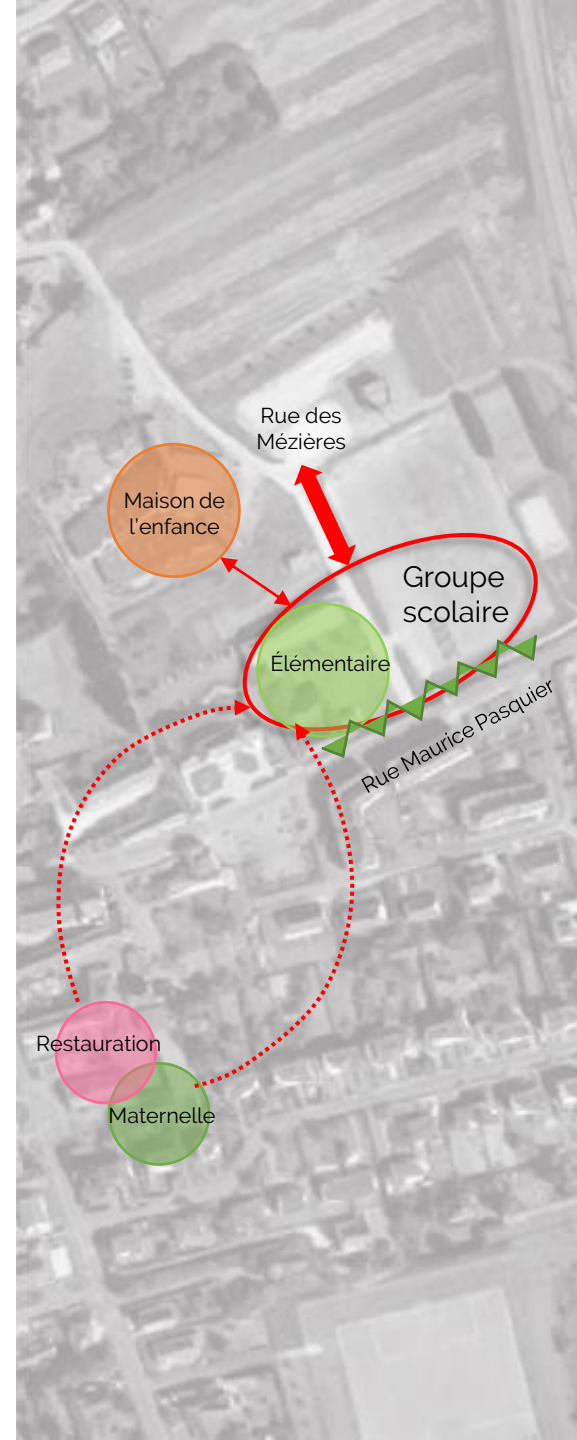 Rue des
Mézières
Maison de
l'enfance
Groupe
scolaire
Élémentaire
Rue Maurice Pasquier
Restauration
Maternelle